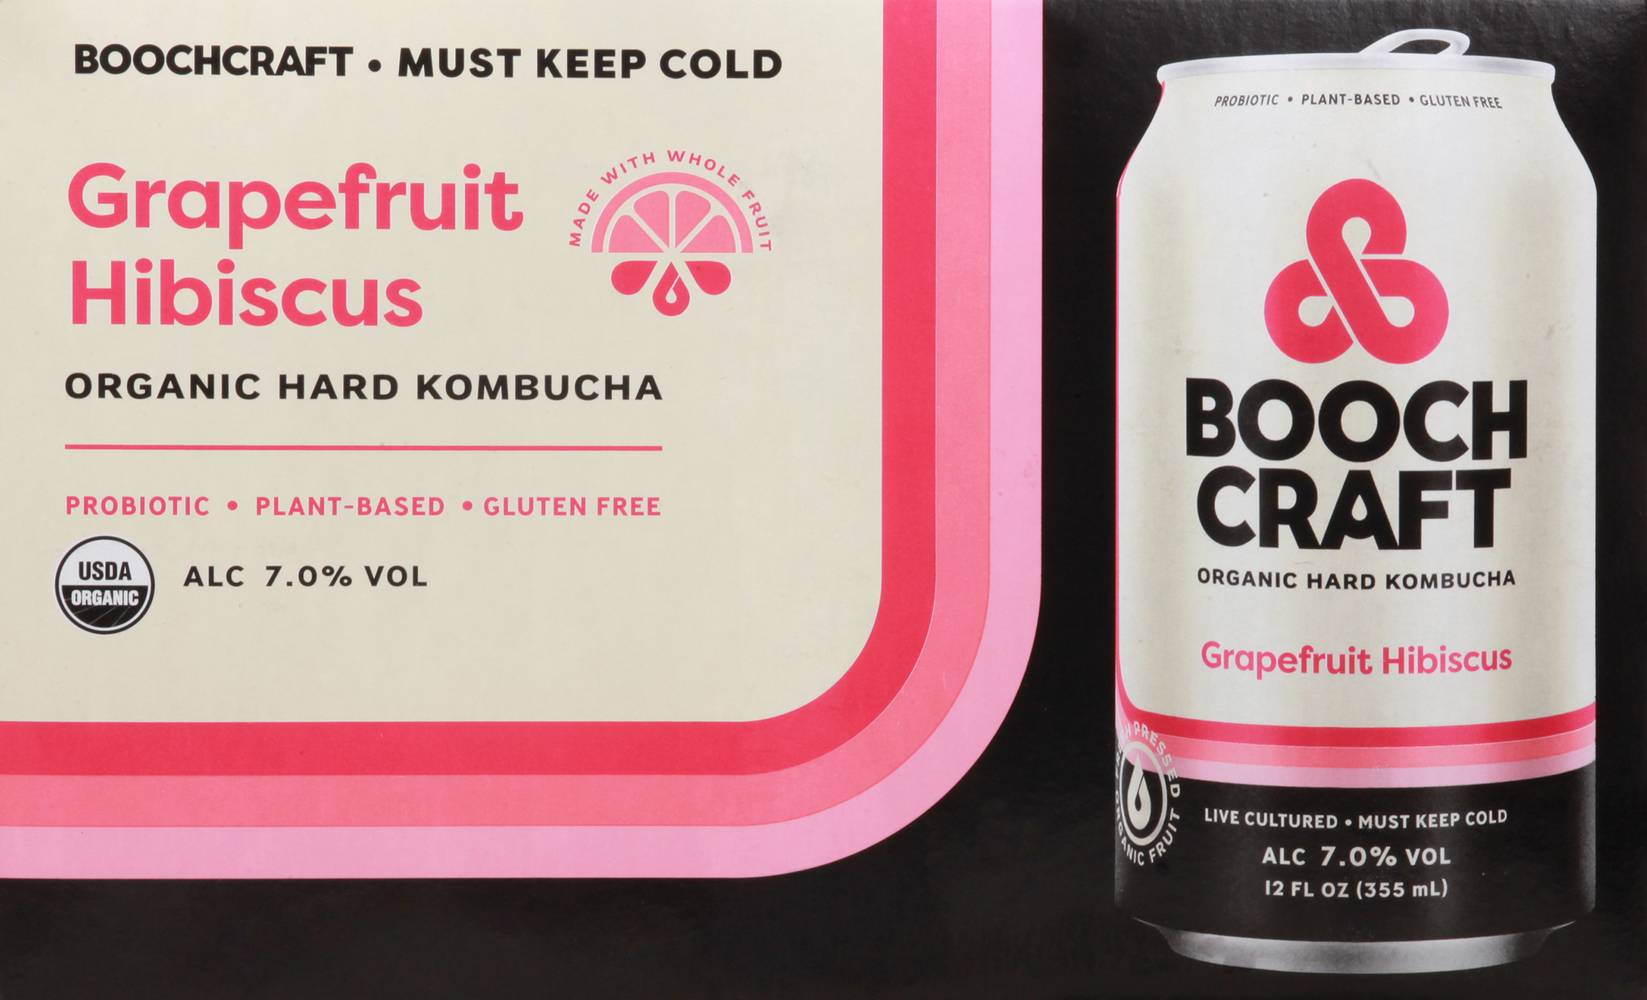 BOOCHCRAFT • MUST KEEP COLD
Grapefruit
Hibiscus
MADE WITH WHOLE FRUIT
ORGANIC HARD KOMBUCHA
PROBIOTIC • PLANT-BASED • GLUTEN FREE
USDA
ORGANIC
ALC 7.0% VOL
PROBIOTIC • PLANT-BASED • GLUTEN FREE
BOOCH
CRAFT
ORGANIC HARD KOMBUCHA
Grapefruit Hibiscus
PRESSED
FRUIT
LIVE CULTURED • MUST KEEP COLD
ALC 7.0% VOL
12 FL OZ (355 mL)